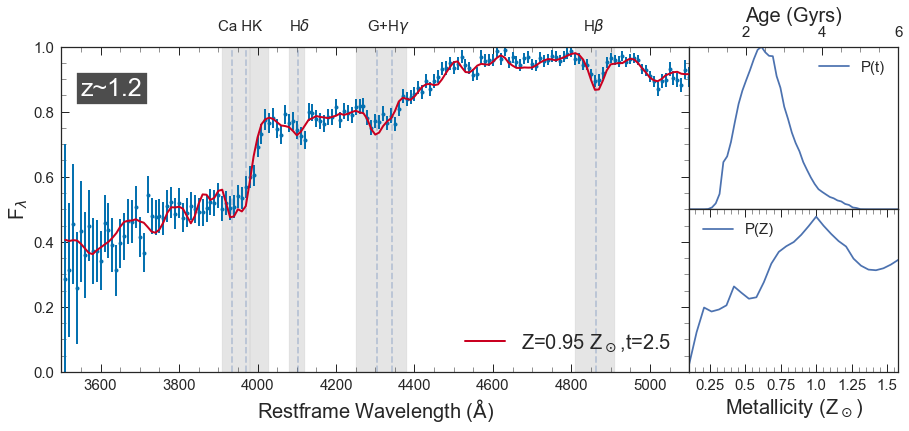 Ca HK Hδ G+Hγ Hβ
Age (Gyrs)
2 4 6
z~1.2
P(t)
P(Z)
Z=0.95 Z⊙,t=2.5
Fλ
1.0
0.8
0.6
0.4
0.2
0.0
3600 3800 4000 4200 4400 4600 4800 5000
Restframe Wavelength (Å)
0.25 0.5 0.75 1.0 1.25 1.5
Metallicity (Z⊙)